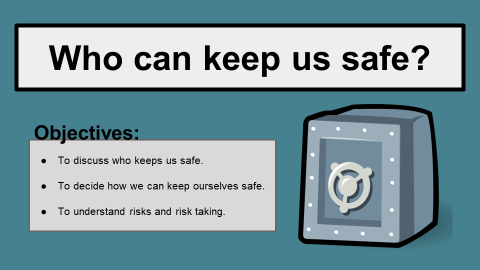 Who can keep us safe?
Objectives:
● To discuss who keeps us safe.
● To decide how we can keep ourselves safe.
● To understand risks and risk taking.